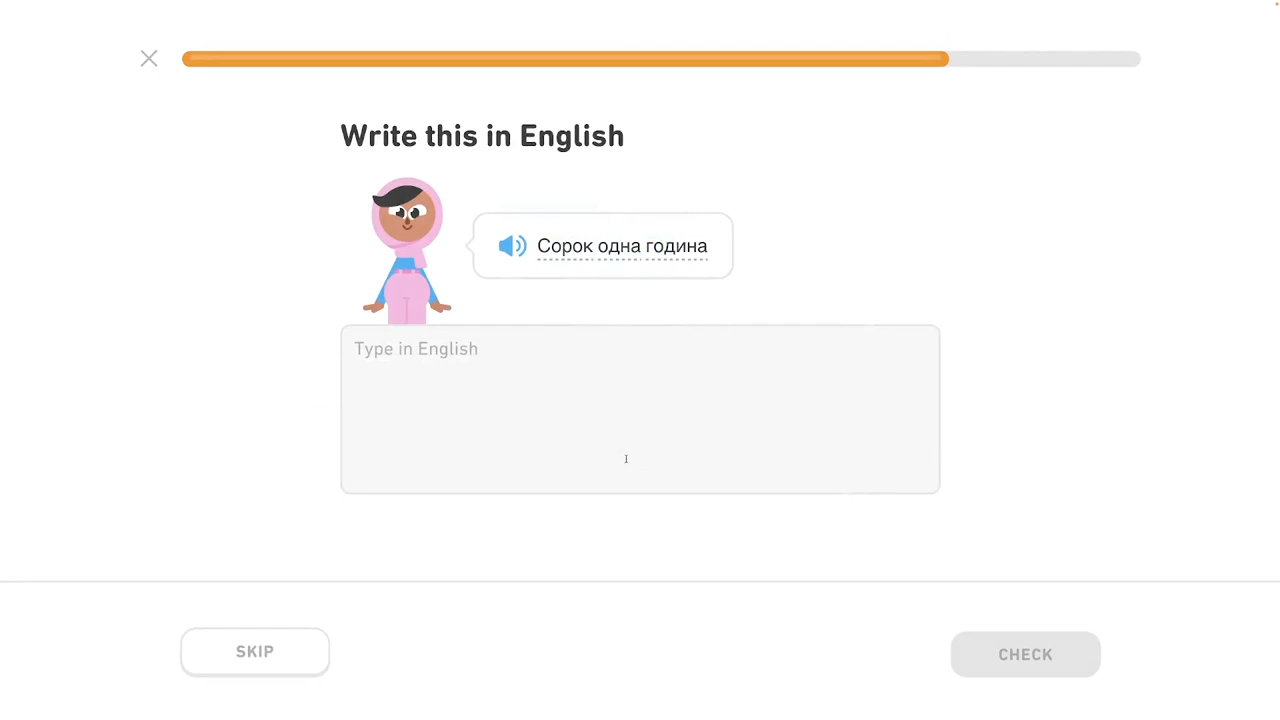 Write this in English
Сорок одна година
Type in English
SKIP
CHECK